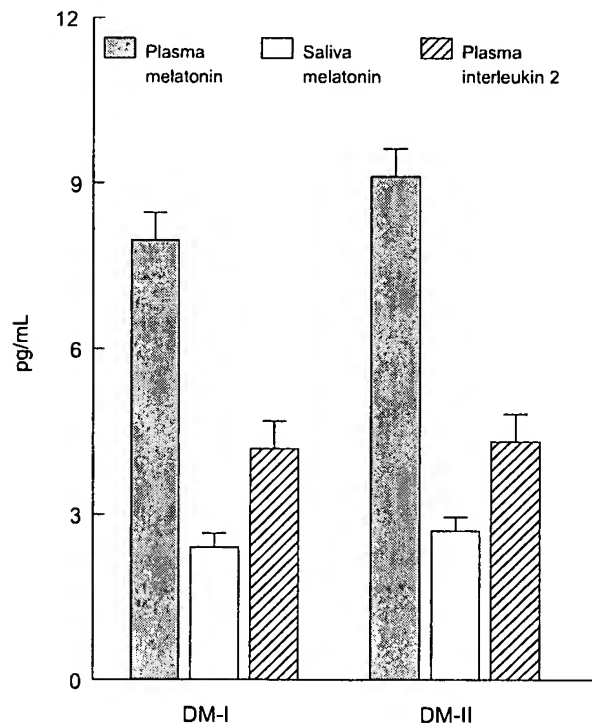 12
Plasma melatonin
Saliva melatonin
Plasma interleukin 2
9
pg/mL
6
3
0
DM-I
DM-II